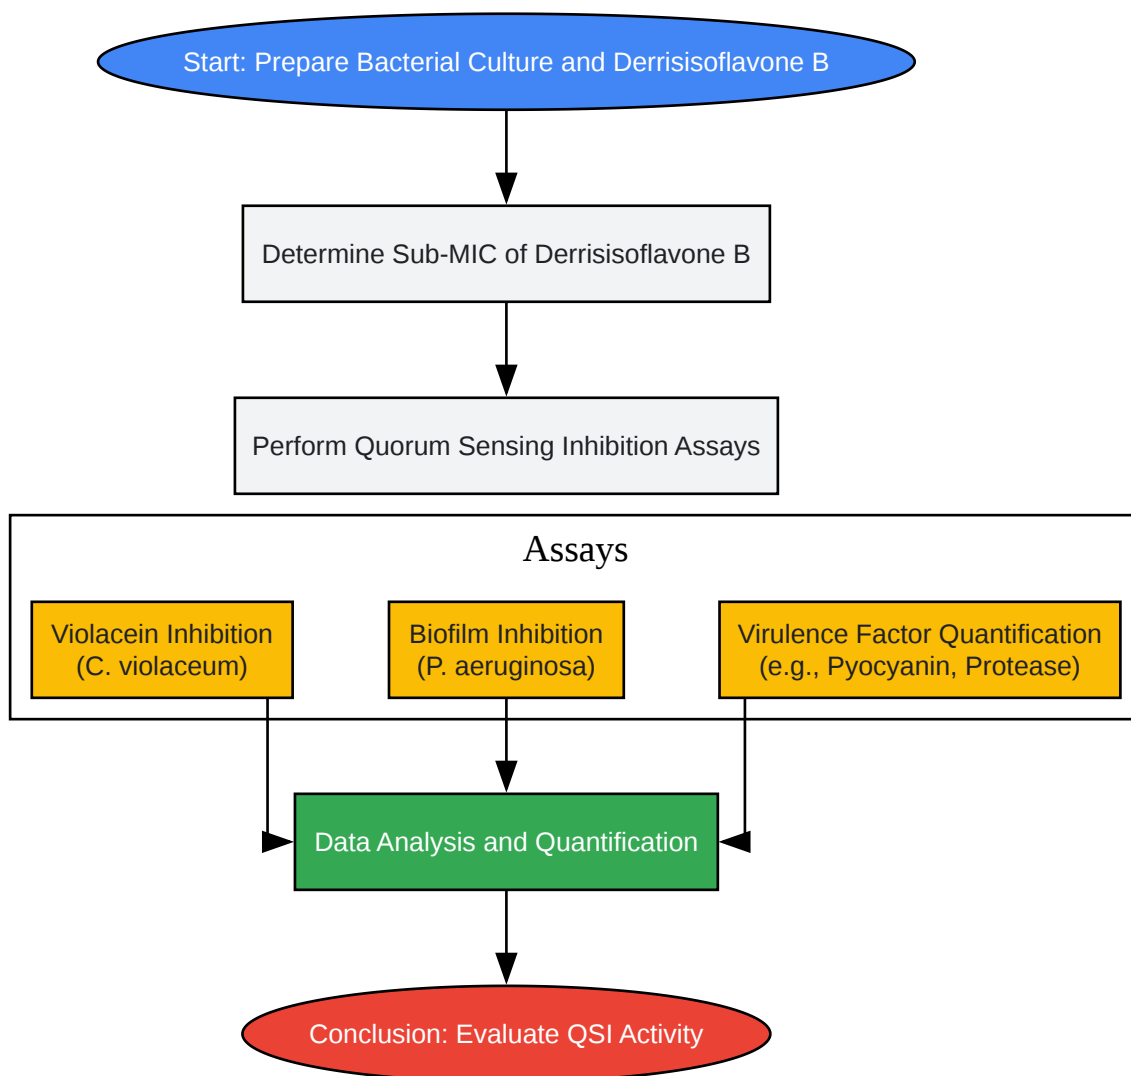 Start: Prepare Bacterial Culture and Derrisisoflavone B
Determine Sub-MIC of Derrisisoflavone B
Perform Quorum Sensing Inhibition Assays
Assays
Violacein Inhibition
(C. violaceum)
Biofilm Inhibition
(P. aeruginosa)
Virulence Factor Quantification
(e.g., Pyocyanin, Protease)
Data Analysis and Quantification
Conclusion: Evaluate QSI Activity